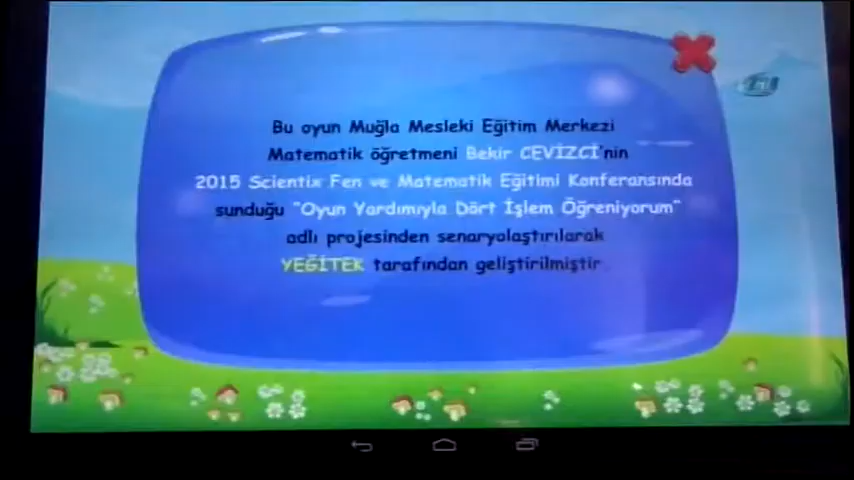 Bu oyun Muğla Mesleki Eğitim Merkezi
Matematik öğretmeni Bekir CEVİZCİ'nin
2015 Scientix Fen ve Matematik Eğitimi Konferansında
sunduğu "Oyun Yardımıyla Dört İşlem Öğreniyorum"
adlı projesinden senaryolaştırılarak
YEĞİTEK tarafından geliştirilmiştir.